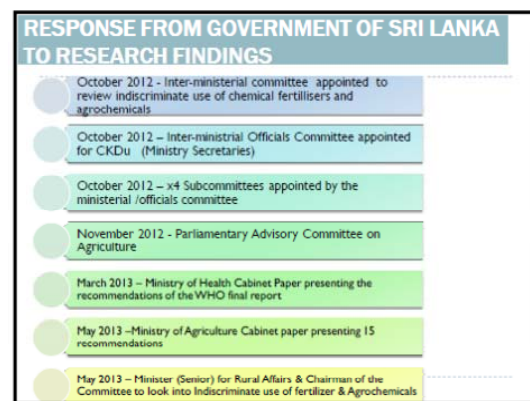 RESPONSE FROM GOVERNMENT OF SRI LANKA
TO RESEARCH FINDINGS
October 2012 - Inter-ministerial committee appointed to
review indiscriminate use of chemical fertillisers and
agrochemicals
October 2012 – Inter-ministrial Officials Committee appointed
for CKDu (Ministry Secretaries)
October 2012 – x4 Subcommittees appointed by the
ministerial /officials committee
November 2012 - Parliamentary Advisory Committee on
Agriculture
March 2013 – Ministry of Health Cabinet Paper presenting the
recommendations of the WHO final report
May 2013 –Ministry of Agriculture Cabinet paper presenting 15
recommendations
May 2013 – Minister (Senior) for Rural Affairs & Chairman of the
Committee to look into Indiscriminate use of fertilizer & Agrochemicals